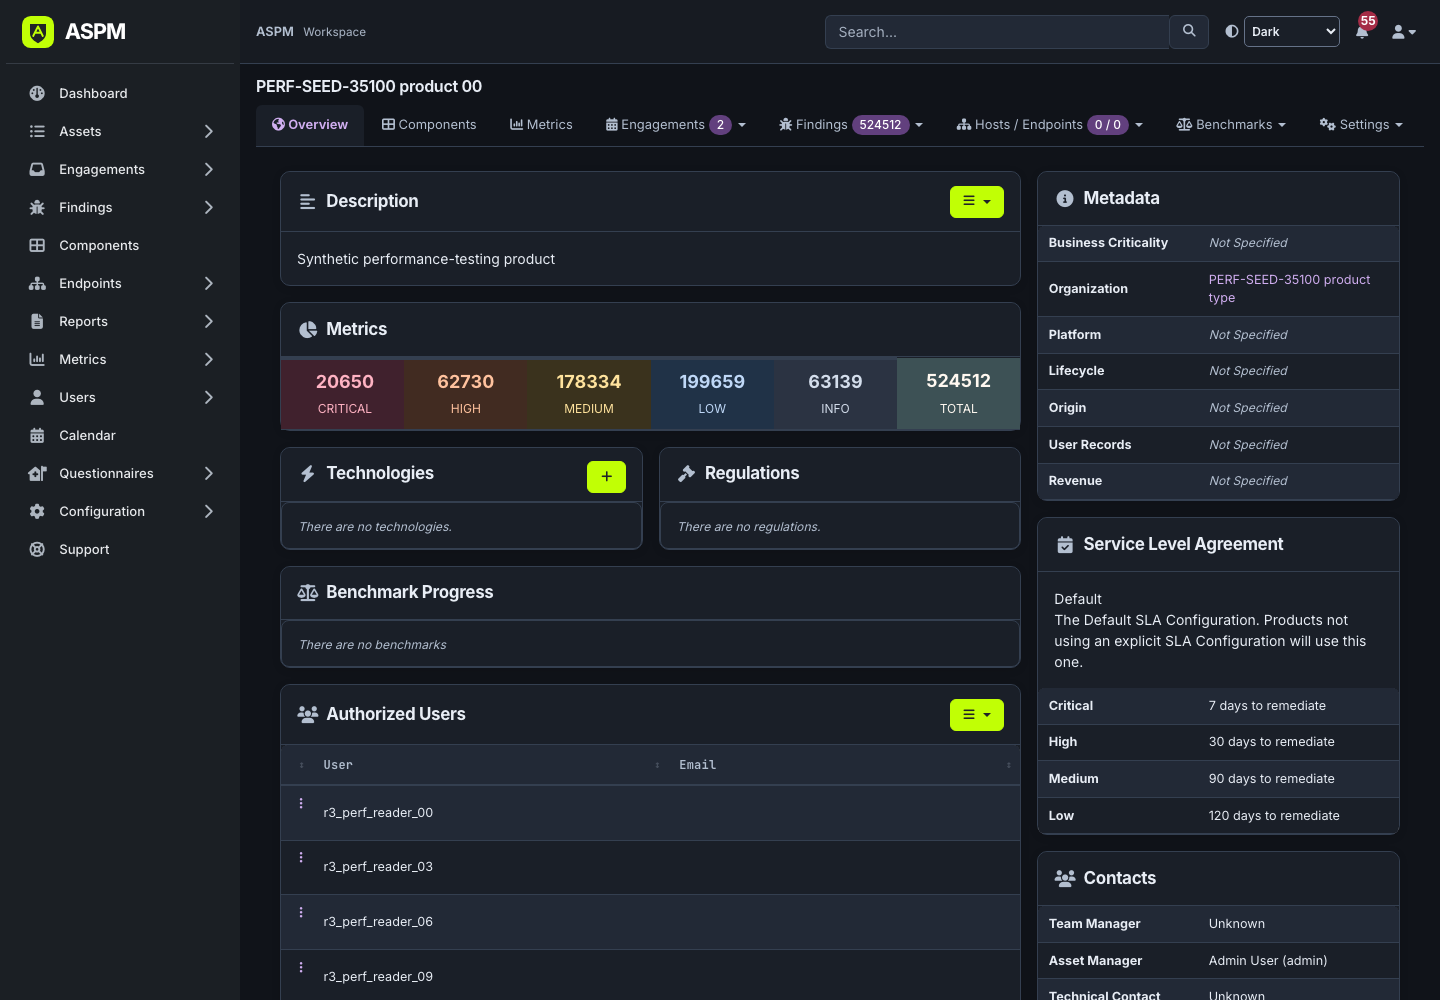 ASPM
ASPM Workspace
Search...
Dark
55
Dashboard
Assets
Engagements
Findings
Components
Endpoints
Reports
Metrics
Users
Calendar
Questionnaires
Configuration
Support
PERF-SEED-35100 product 00
Overview Components Metrics Engagements 2 Findings 524512 Hosts / Endpoints 0 / 0 Benchmarks Settings
Description
Synthetic performance-testing product
Metrics
20650 62730 178334 199659 63139 524512
CRITICAL HIGH MEDIUM LOW INFO TOTAL
Technologies
There are no technologies.
Regulations
There are no regulations.
Benchmark Progress
There are no benchmarks
Authorized Users
User Email
r3_perf_reader_00
r3_perf_reader_03
r3_perf_reader_06
r3_perf_reader_09
Metadata
Business Criticality Not Specified
Organization PERF-SEED-35100 product
type
Platform Not Specified
Lifecycle Not Specified
Origin Not Specified
User Records Not Specified
Revenue Not Specified
Service Level Agreement
Default
The Default SLA Configuration. Products not
using an explicit SLA Configuration will use this
one.
Critical 7 days to remediate
High 30 days to remediate
Medium 90 days to remediate
Low 120 days to remediate
Contacts
Team Manager Unknown
Asset Manager Admin User (admin)
Technical Contact Unknown